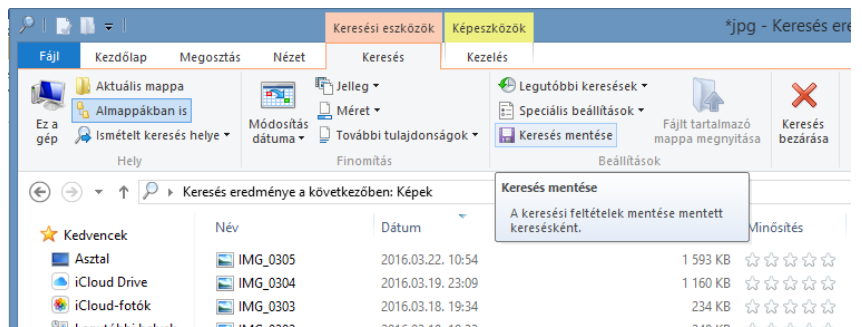 Keresési eszközök Képeszközök *jpg - Keresés
Fájl Kezdőlap Megosztás Nézet Keresés Kezelés
Ez a gép
Aktuális mappa
Almappákban is
Ismételt keresés helye
Hely
Módosítás dátuma
Jelleg
Méret
További tulajdonságok
Finomítás
Legutóbbi keresések
Speciális beállítások
Keresés mentése
Fájlt tartalmazó mappa megnyitása
Keresés bezárása
Beállítások
Keresés eredménye a következőben: Képek
Keresés mentése
A keresési feltételek mentése mentett
keresésként.
Kedvencek
Név Dátum Minősítés
Asztal IMG_0305 2016.03.22. 10:54 1 593 KB
iCloud Drive IMG_0304 2016.03.19. 23:09 1 160 KB
iCloud-fotók IMG_0303 2016.03.18. 19:34 234 KB